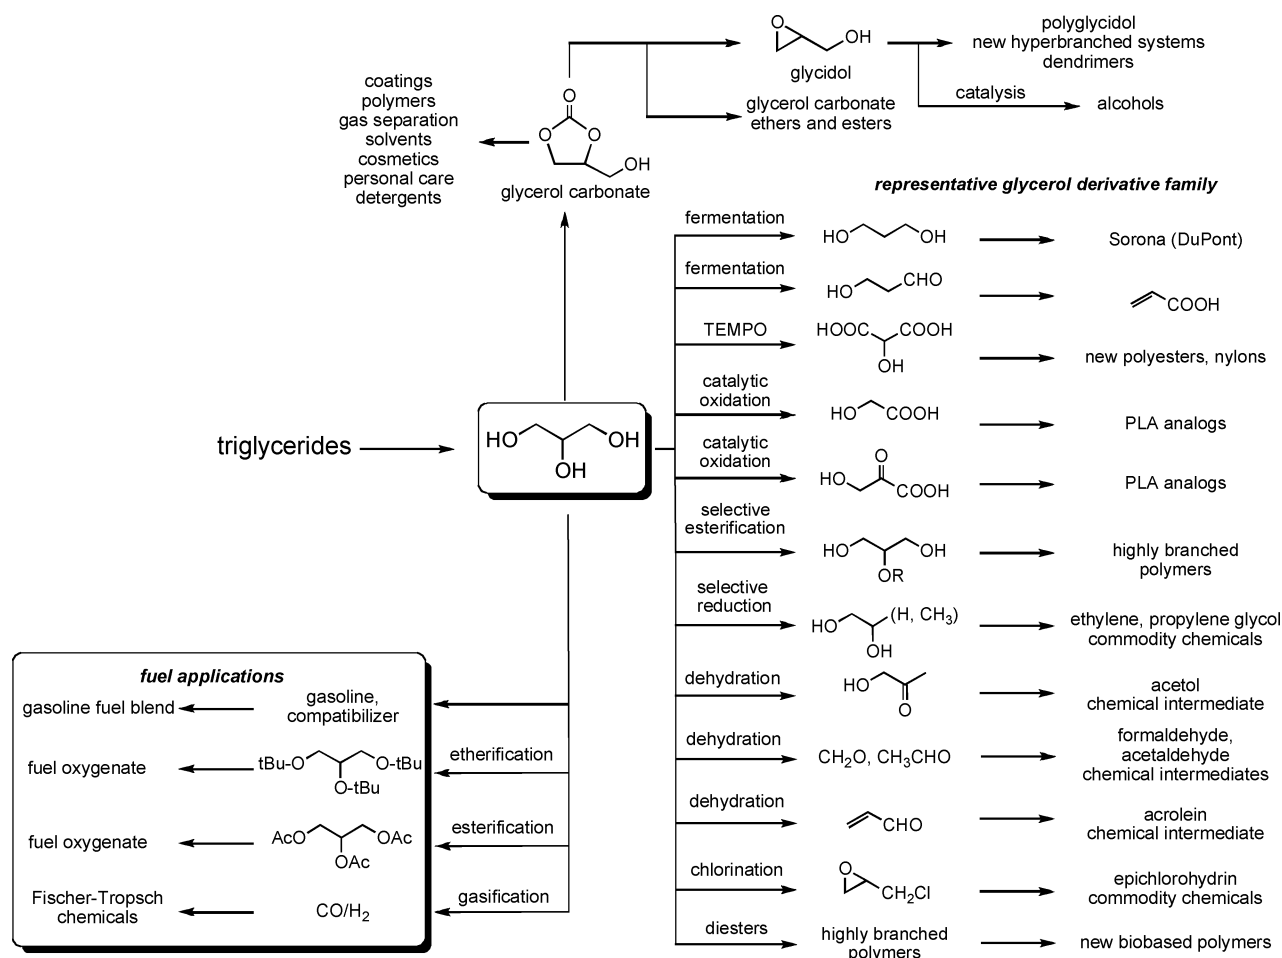 O
OH
glycidol
polyglycidol
new hyperbranched systems
dendrimers
catalysis
alcohols
glycerol carbonate
ethers and esters
coatings
polymers
gas separation
solvents
cosmetics
personal care
detergents
O
O
O
OH
glycerol carbonate
representative glycerol derivative family
triglycerides
HO
OH
OH
fermentation
HO
OH
Sorona (DuPont)
fermentation
HO
CHO
COOH
TEMPO
HOOC
COOH
OH
new polyesters, nylons
catalytic
oxidation
HO
COOH
PLA analogs
catalytic
oxidation
O
HO
COOH
PLA analogs
selective
esterification
HO
OH
OR
highly branched
polymers
selective
reduction
HO
(H, CH₃)
OH
ethylene, propylene glycol
commodity chemicals
dehydration
HO
O
acetol
chemical intermediate
dehydration
CH₂O, CH₃CHO
formaldehyde,
acetaldehyde
chemical intermediates
dehydration
CHO
acrolein
chemical intermediate
chlorination
O
CH₂Cl
epichlorohydrin
commodity chemicals
diesters
highly branched
polymers
new biobased polymers
fuel applications
gasoline fuel blend
gasoline,
compatibilizer
fuel oxygenate
tBu-O
O-tBu
O-tBu
etherification
fuel oxygenate
AcO
OAc
OAc
esterification
Fischer-Tropsch
chemicals
CO/H₂
gasification